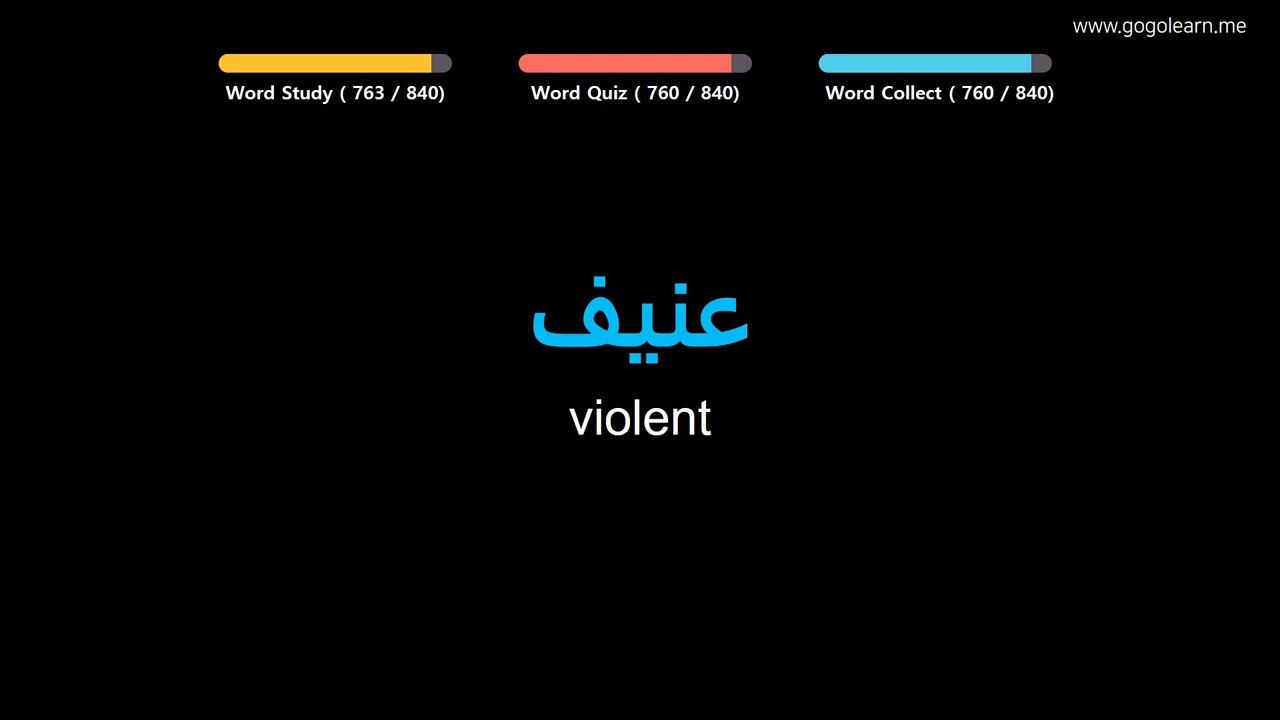 www.gogolearn.me
Word Study ( 763 / 840)
Word Quiz ( 760 / 840)
Word Collect ( 760 / 840)
عنيف
violent